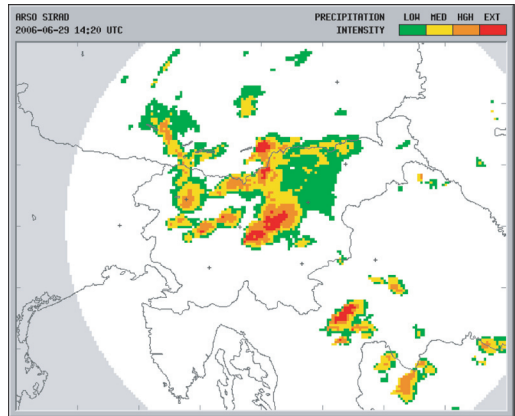 ARSO SIRAD
2006-06-29 14:20 UTC
PRECIPITATION
INTENSITY
LOW MED HGH EXT